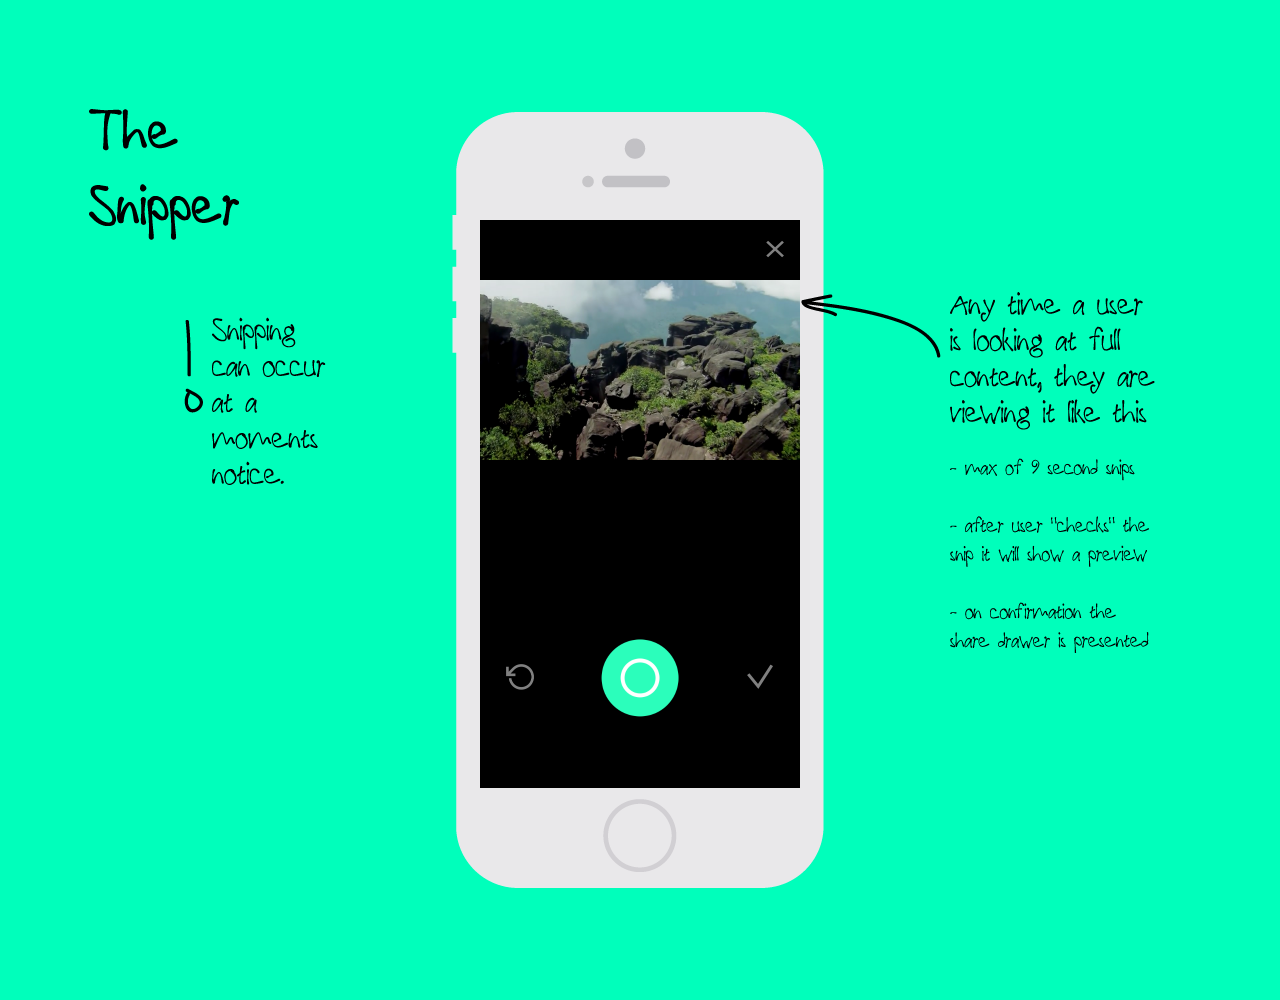 The
Snipper
Snipping
can occur
at a
moments
notice.
Any time a user
is looking at full
content, they are
viewing it like this
- max of 9 second snips
- after user "checks" the
snip it will show a preview
- on confirmation the
share drawer is presented